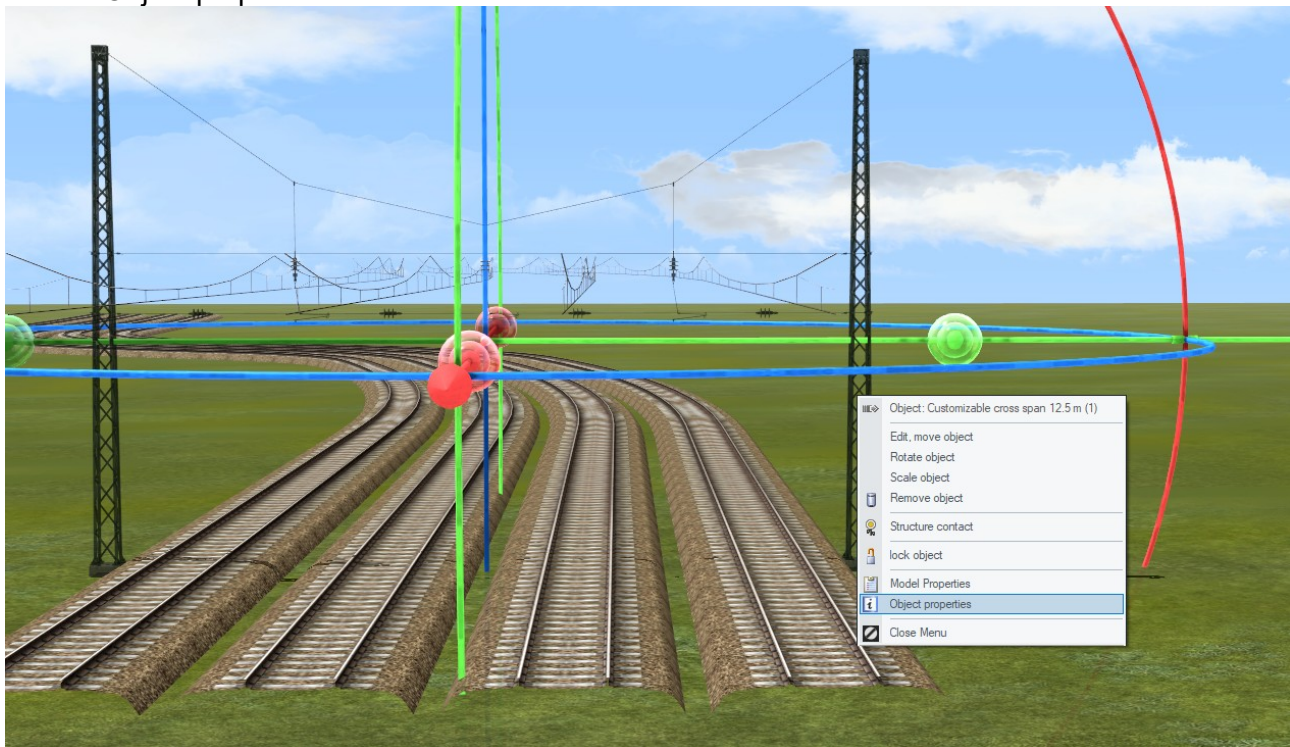 Object: Customizable cross span 12.5 m (1)
Edit, move object
Rotate object
Scale object
Remove object
Structure contact
lock object
Model Properties
Object properties
Close Menu